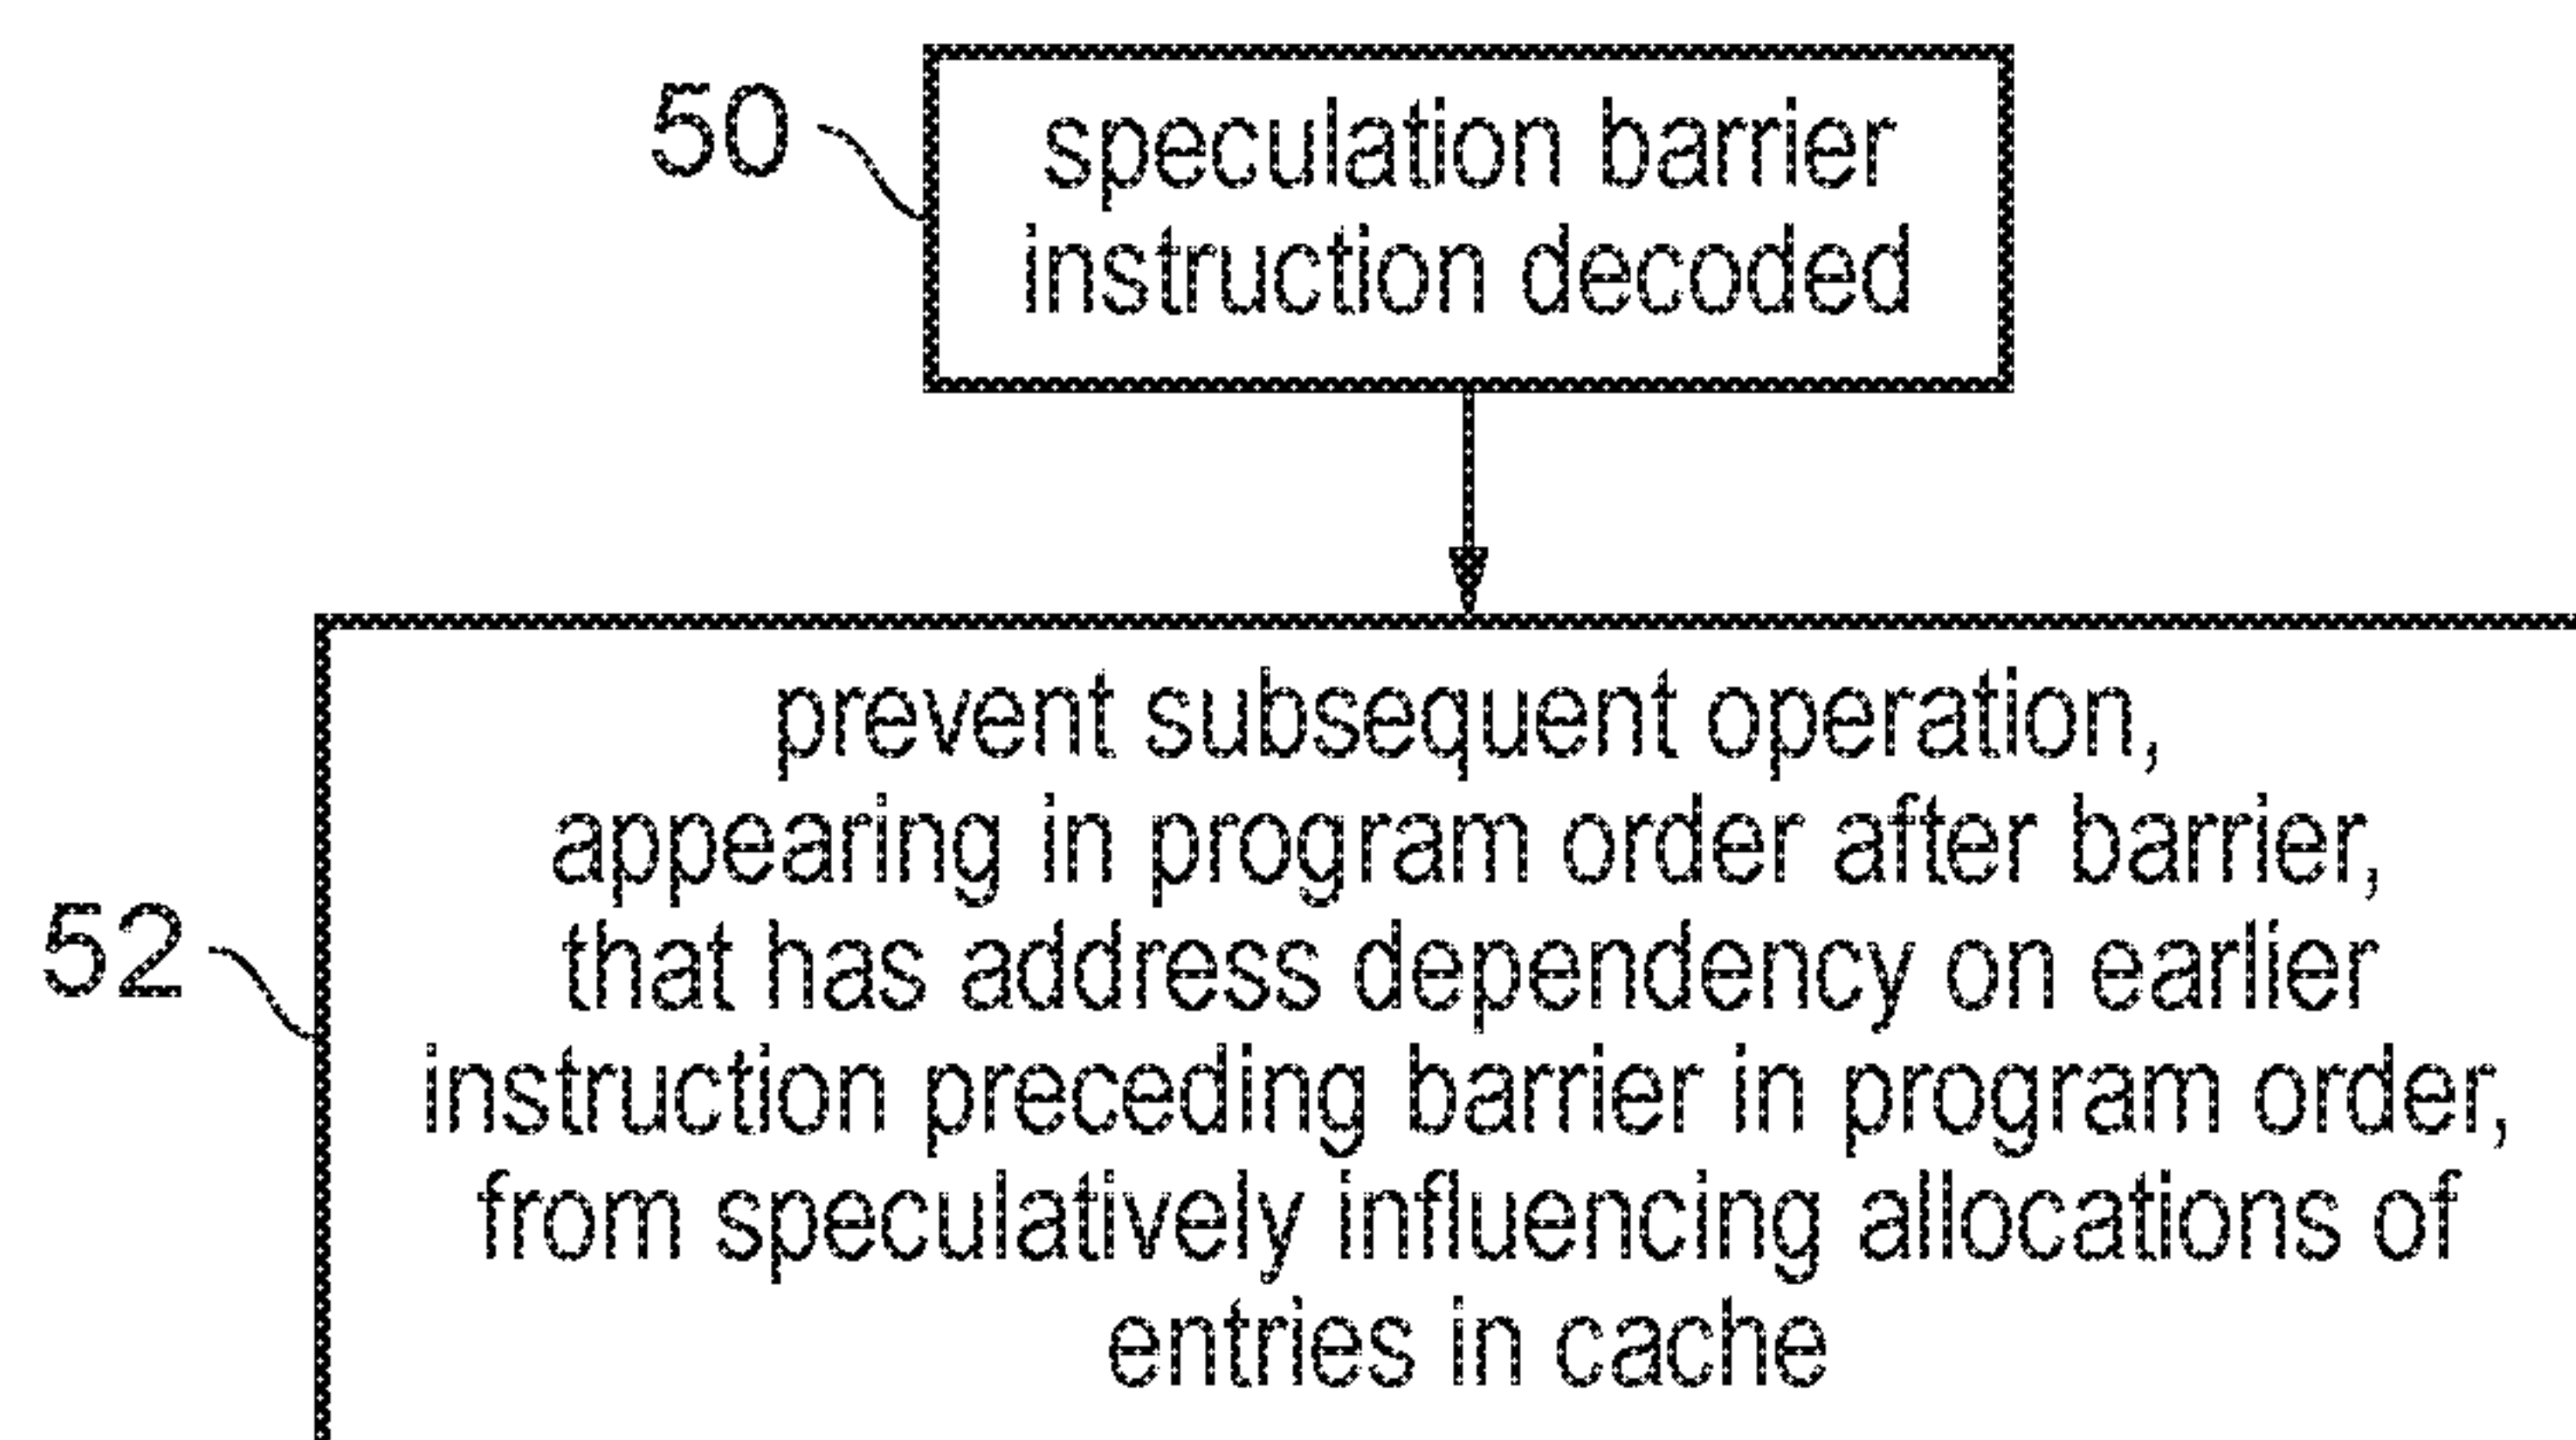 50
speculation barrier
instruction decoded
52
prevent subsequent operation,
appearing in program order after barrier,
that has address dependency on earlier
instruction preceding barrier in program order,
from speculatively influencing allocations of
entries in cache